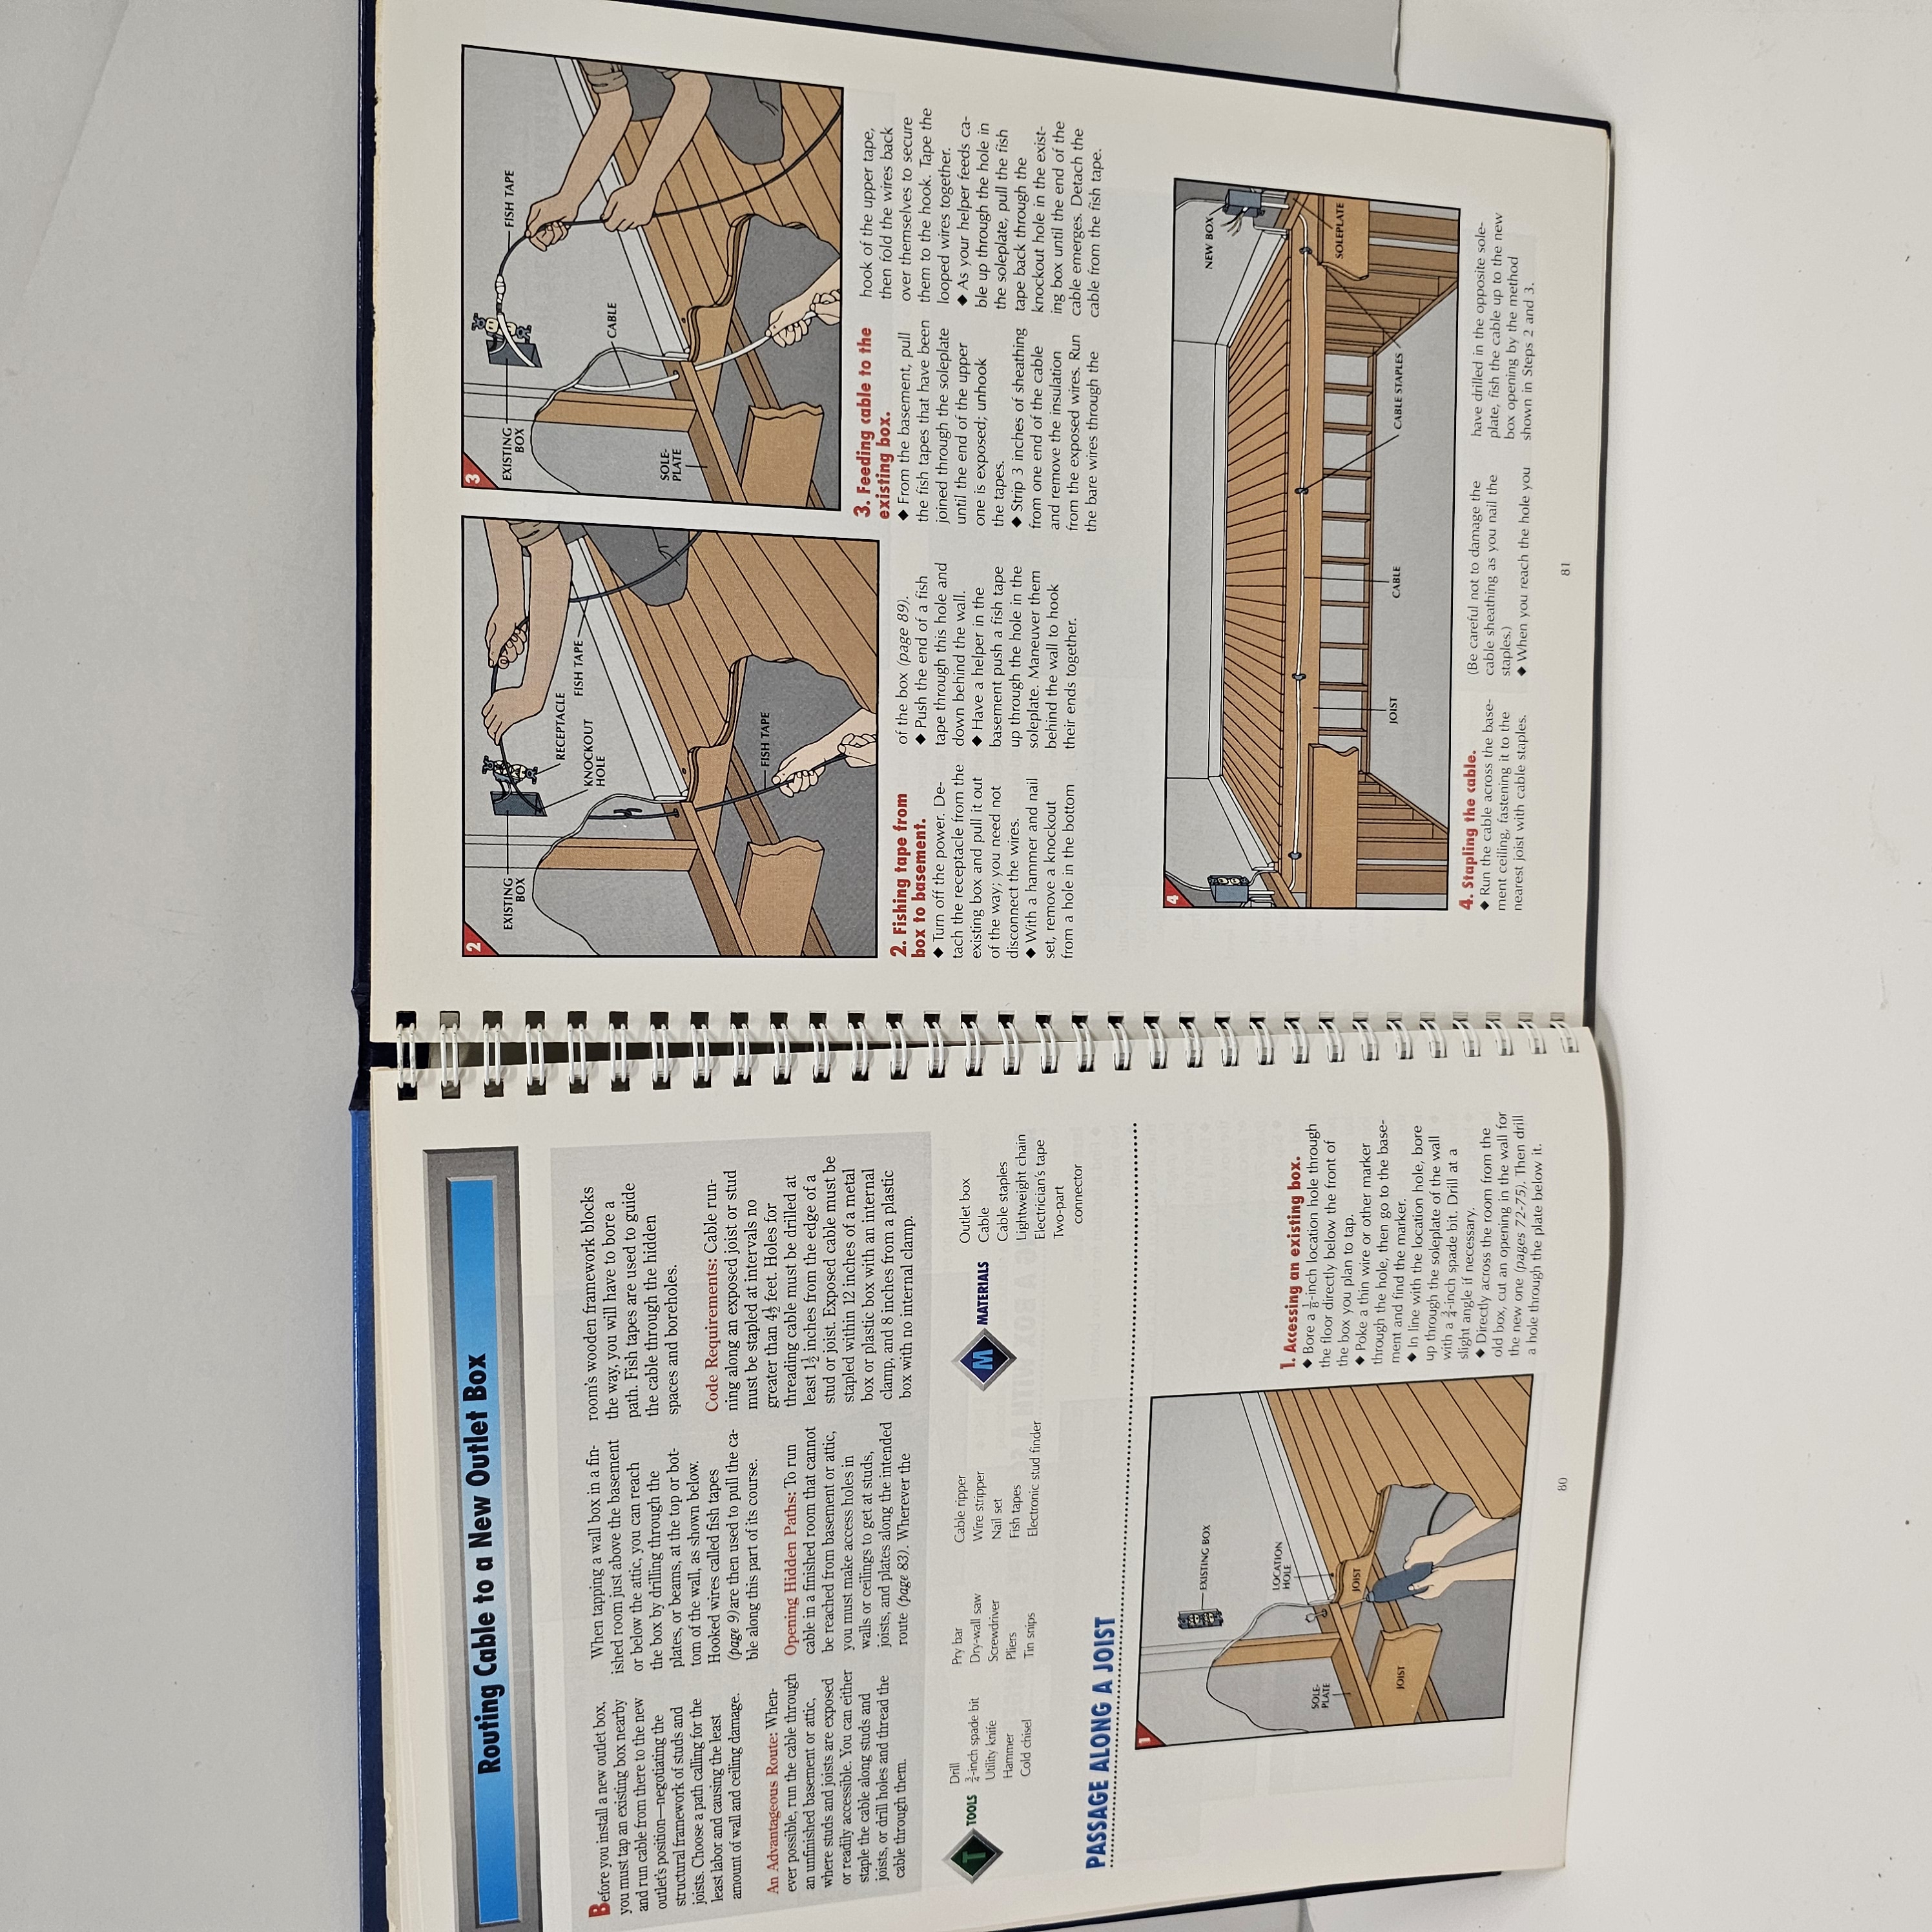 Routing Cable to a New Outlet Box
Before you install a new outlet box,
you must tap an existing box nearby
and run cable from there to the new
outlet's position—negotiating the
structural framework of studs and
joists. Choose a path calling for the
least labor and causing the least
amount of wall and ceiling damage.
An Advantageous Route: When-
ever possible, run the cable through
an unfinished basement or attic,
where studs and joists are exposed
or readily accessible. You can either
staple the cable along studs and
joists, or drill holes and thread the
cable through them.
When tapping a wall box in a fin-
ished room just above the basement
or below the attic, you can reach
the box by drilling through the
plates, or beams, at the top or bot-
tom of the wall, as shown below.
Hooked wires called fish tapes
(page 9) are then used to pull the ca-
ble along this part of its course.
Opening Hidden Paths: To run
cable in a finished room that cannot
be reached from basement or attic,
you must make access holes in
walls or ceilings to get at studs,
joists, and plates along the intended
route (page 83). Wherever the
room's wooden framework blocks
the way, you will have to bore a
path. Fish tapes are used to guide
the cable through the hidden
spaces and boreholes.
Code Requirements: Cable run-
ning along an exposed joist or stud
must be stapled at intervals no
greater than 4½ feet. Holes for
threading cable must be drilled at
least 1½ inches from the edge of a
stud or joist. Exposed cable must be
stapled within 12 inches of a metal
box or plastic box with an internal
clamp, and 8 inches from a plastic
box with no internal clamp.
T TOOLS
Drill
¾-inch spade bit
Utility knife
Hammer
Cold chisel
Pry bar
Dry-wall saw
Screwdriver
Pliers
Tin snips
Cable ripper
Wire stripper
Nail set
Fish tapes
Electronic stud finder
M MATERIALS
Outlet box
Cable
Cable staples
Lightweight chain
Electrician's tape
Two-part
connector
PASSAGE ALONG A JOIST
1
EXISTING BOX
LOCATION
HOLE
SOLE-
PLATE
JOIST
JOIST
1. Accessing an existing box.
◆ Bore a ⅛-inch location hole through
the floor directly below the front of
the box you plan to tap.
◆ Poke a thin wire or other marker
through the hole, then go to the base-
ment and find the marker.
◆ In line with the location hole, bore
up through the soleplate of the wall
with a ¾-inch spade bit. Drill at a
slight angle if necessary.
◆ Directly across the room from the
old box, cut an opening in the wall for
the new one (pages 72-75). Then drill
a hole through the plate below it.
80
2
EXISTING
BOX
RECEPTACLE
KNOCKOUT
HOLE
FISH TAPE
FISH TAPE
2. Fishing tape from
box to basement.
◆ Turn off the power. De-
tach the receptacle from the
existing box and pull it out
of the way; you need not
disconnect the wires.
◆ With a hammer and nail
set, remove a knockout
from a hole in the bottom
of the box (page 89).
◆ Push the end of a fish
tape through this hole and
down behind the wall.
◆ Have a helper in the
basement push a fish tape
up through the hole in the
soleplate. Maneuver them
behind the wall to hook
their ends together.
3
EXISTING
BOX
FISH TAPE
CABLE
SOLE-
PLATE
3. Feeding cable to the
existing box.
◆ From the basement, pull
the fish tapes that have been
joined through the soleplate
until the end of the upper
one is exposed; unhook
the tapes.
◆ Strip 3 inches of sheathing
from one end of the cable
and remove the insulation
from the exposed wires. Run
the bare wires through the
hook of the upper tape,
then fold the wires back
over themselves to secure
them to the hook. Tape the
looped wires together.
◆ As your helper feeds ca-
ble up through the hole in
the soleplate, pull the fish
tape back through the
knockout hole in the exist-
ing box until the end of the
cable emerges. Detach the
cable from the fish tape.
4
NEW BOX
SOLEPLATE
JOIST
CABLE
CABLE STAPLES
4. Stapling the cable.
◆ Run the cable across the base-
ment ceiling, fastening it to the
nearest joist with cable staples.
(Be careful not to damage the
cable sheathing as you nail the
staples.)
◆ When you reach the hole you
have drilled in the opposite sole-
plate, fish the cable up to the new
box opening by the method
shown in Steps 2 and 3.
81